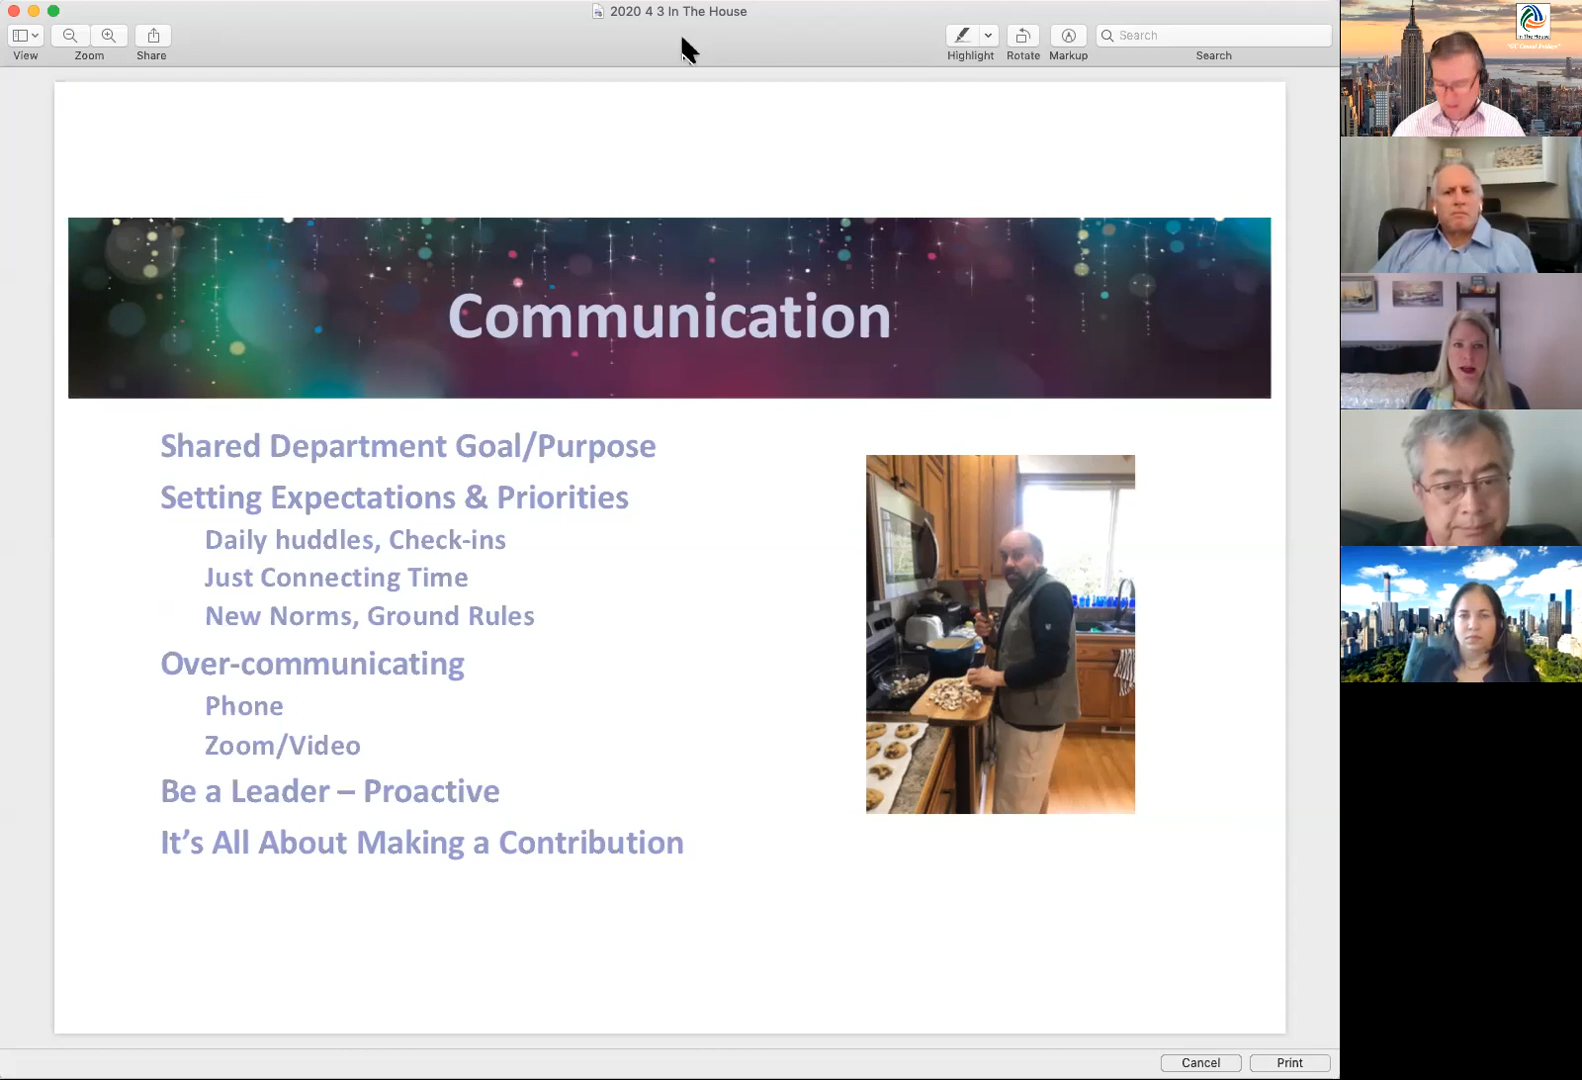 2020 4 3 In The House
View
Zoom
Share
Highlight
Rotate
Markup
Search
Search
Communication
Shared Department Goal/Purpose
Setting Expectations & Priorities
Daily huddles, Check-ins
Just Connecting Time
New Norms, Ground Rules
Over-communicating
Phone
Zoom/Video
Be a Leader – Proactive
It's All About Making a Contribution
Cancel
Print